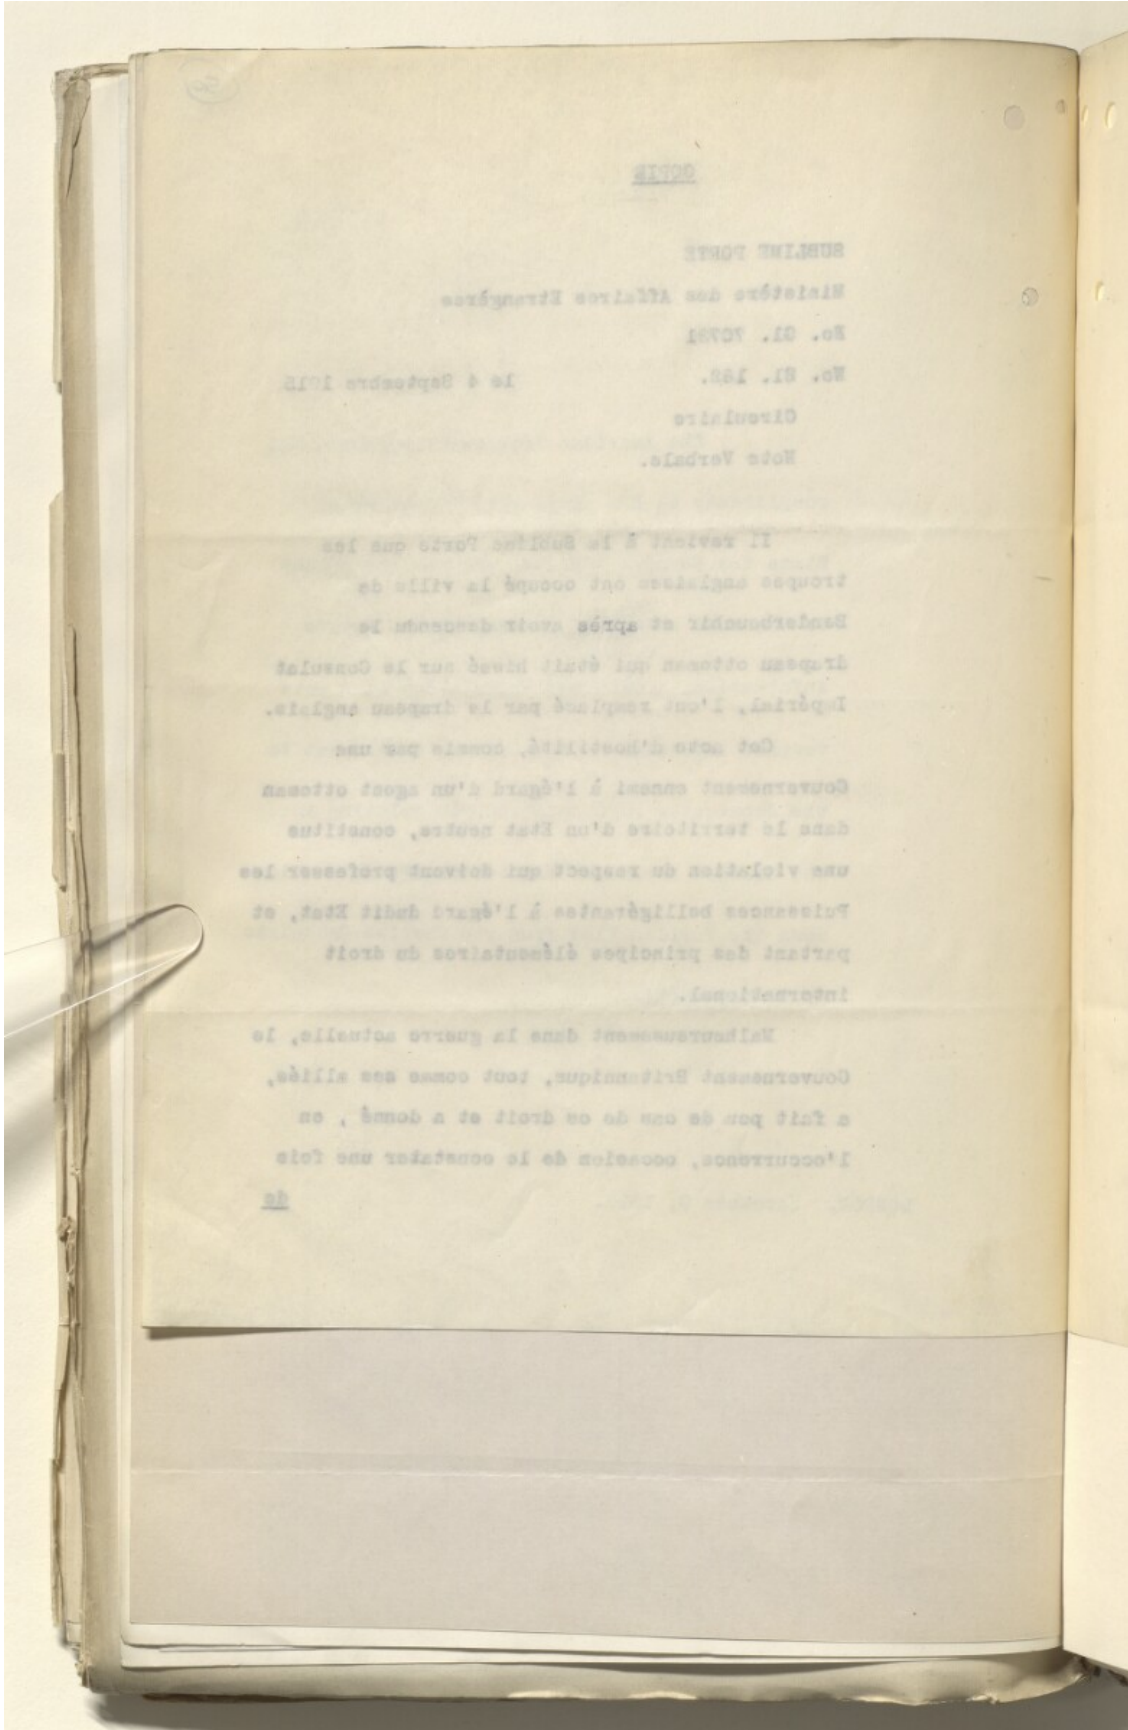 COPIE
SUBLIME PORTE
Ministère des Affaires Etrangères
No. Gl. 70781
No. Sl. 182. le 4 Septembre 1915
Circulaire
Note Verbale.
Il revient à la Sublime Porte que les
troupes anglaises ont occupé la ville de
Benderbouchir et après avoir descendu le
drapeau ottoman qui était hissé sur le Consulat
Impérial, l'ont remplacé par le drapeau anglais.
Cet acte d'hostilité, commis par une
Gouvernement ennemi à l'égard d'un agent ottoman
dans le territoire d'un Etat neutre, constitue
une violation du respect qui doivent professer les
Puissances belligérantes à l'égard dudit Etat, et
partant des principes élémentaires du droit
international.
Malheureusement dans la guerre actuelle, le
Gouvernement Britannique, tout comme ses alliés,
a fait peu de cas de ce droit et a donné , en
l'occurrence, occasion de le constater une fois
de